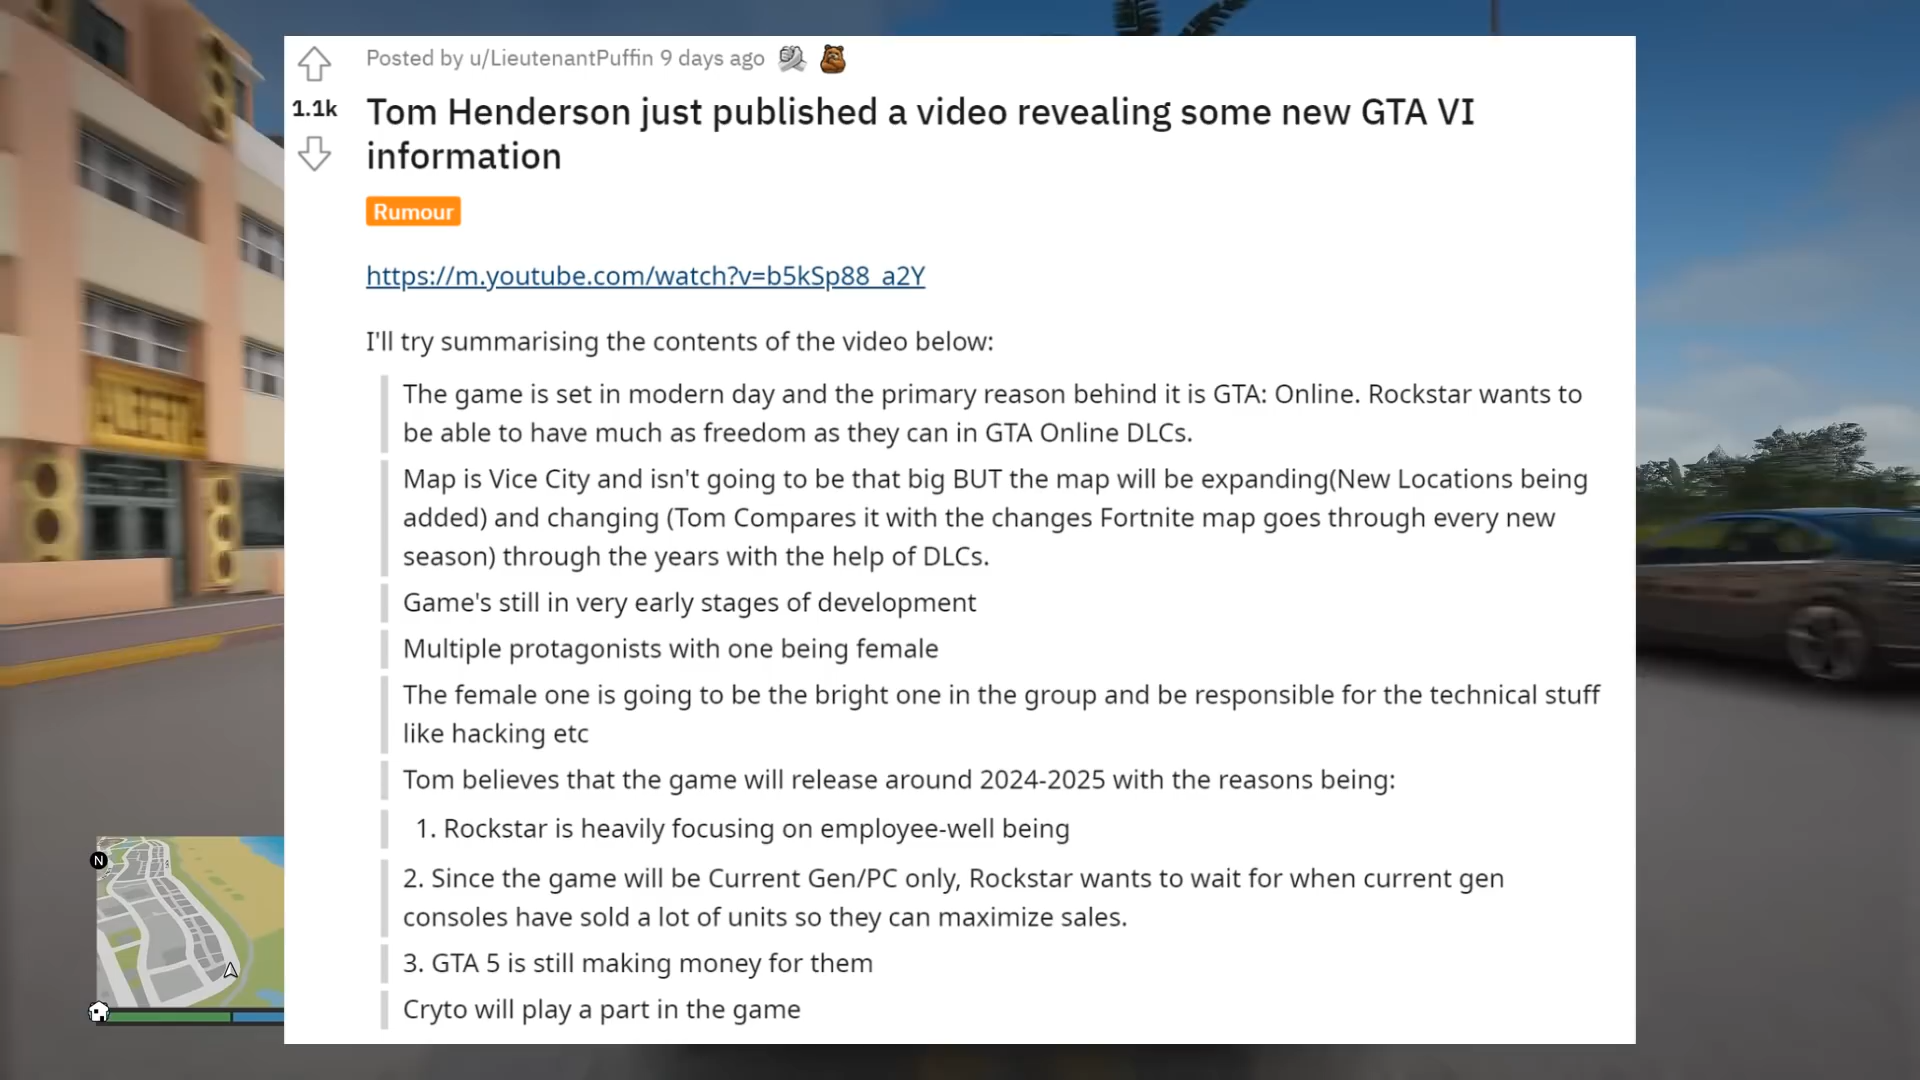 Posted by u/LieutenantPuffin 9 days ago
1.1k
Tom Henderson just published a video revealing some new GTA VI
information
Rumour
https://m.youtube.com/watch?v=b5kSp88_a2Y
I'll try summarising the contents of the video below:
The game is set in modern day and the primary reason behind it is GTA: Online. Rockstar wants to
be able to have much as freedom as they can in GTA Online DLCs.
Map is Vice City and isn't going to be that big BUT the map will be expanding(New Locations being
added) and changing (Tom Compares it with the changes Fortnite map goes through every new
season) through the years with the help of DLCs.
Game's still in very early stages of development
Multiple protagonists with one being female
The female one is going to be the bright one in the group and be responsible for the technical stuff
like hacking etc
Tom believes that the game will release around 2024-2025 with the reasons being:
1. Rockstar is heavily focusing on employee-well being
2. Since the game will be Current Gen/PC only, Rockstar wants to wait for when current gen
consoles have sold a lot of units so they can maximize sales.
3. GTA 5 is still making money for them
Cryto will play a part in the game
N